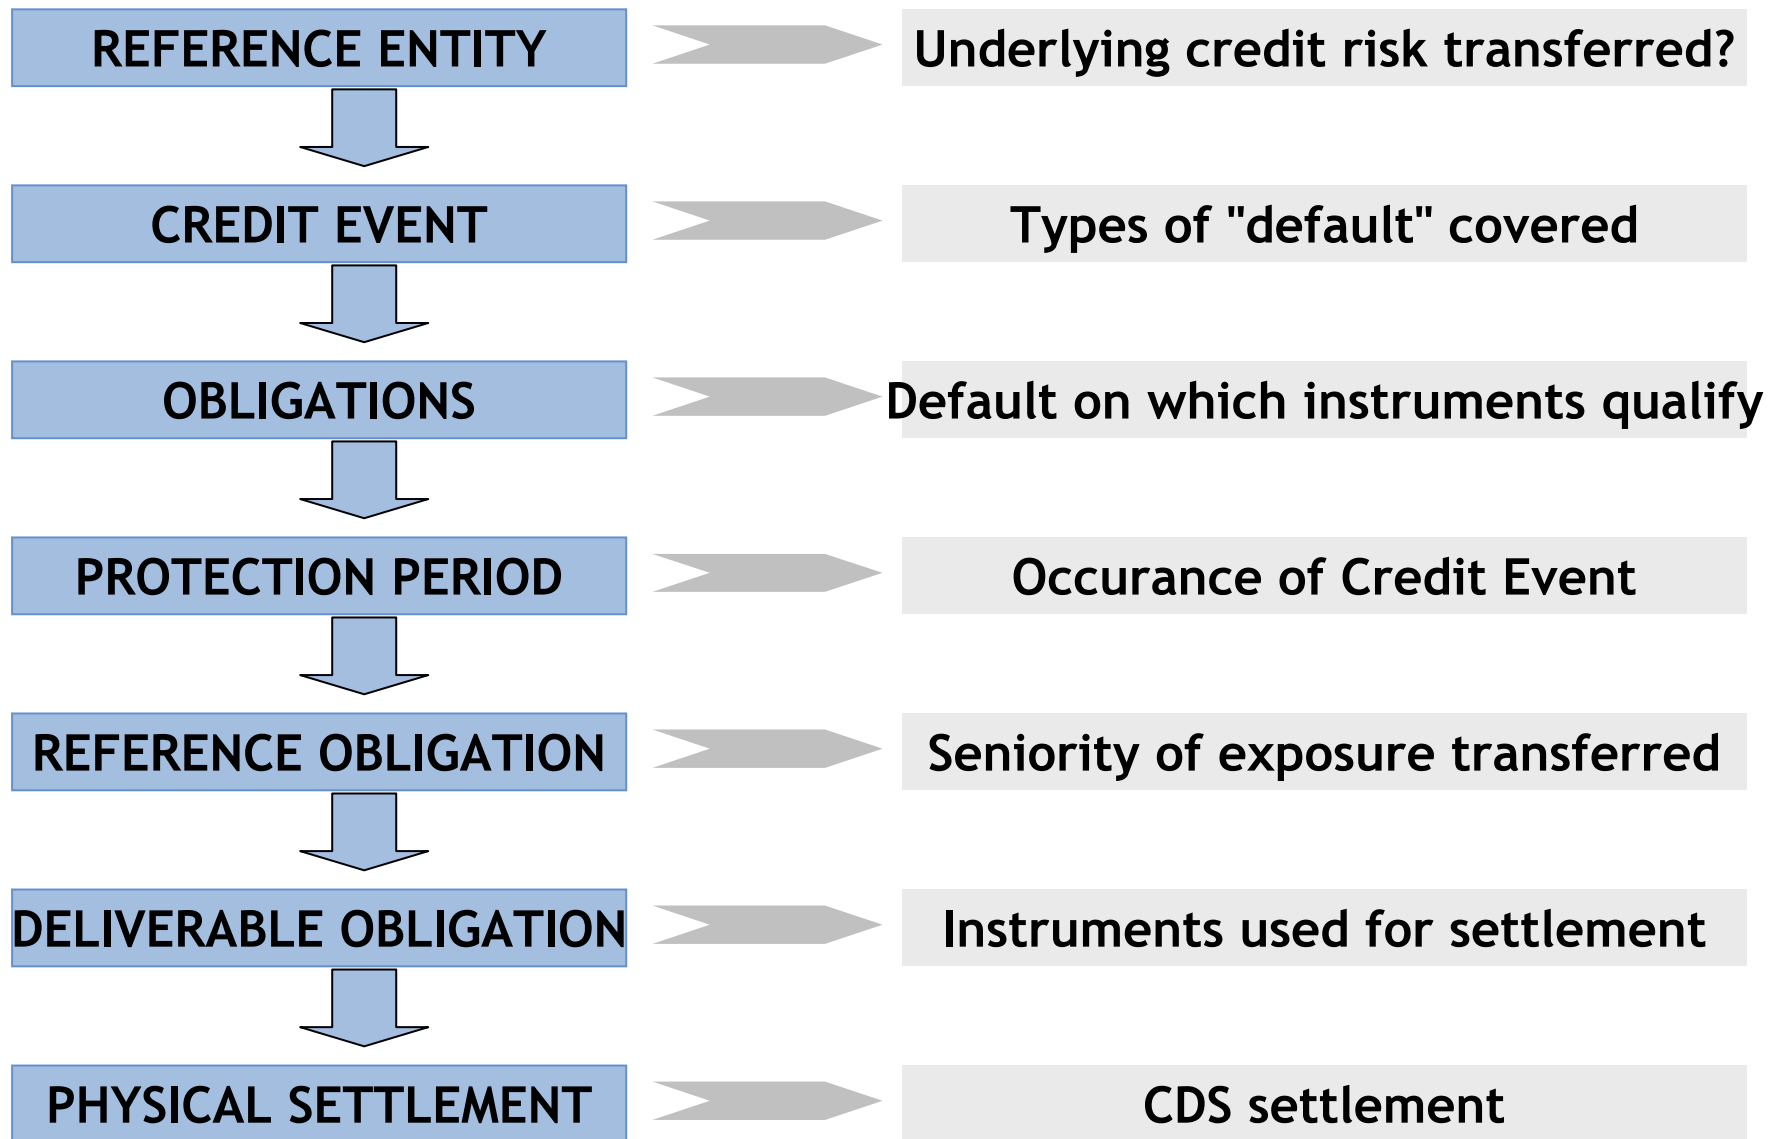 REFERENCE ENTITY
Underlying credit risk transferred?
CREDIT EVENT
Types of "default" covered
OBLIGATIONS
Default on which instruments qualify
PROTECTION PERIOD
Occurance of Credit Event
REFERENCE OBLIGATION
Seniority of exposure transferred
DELIVERABLE OBLIGATION
Instruments used for settlement
PHYSICAL SETTLEMENT
CDS settlement